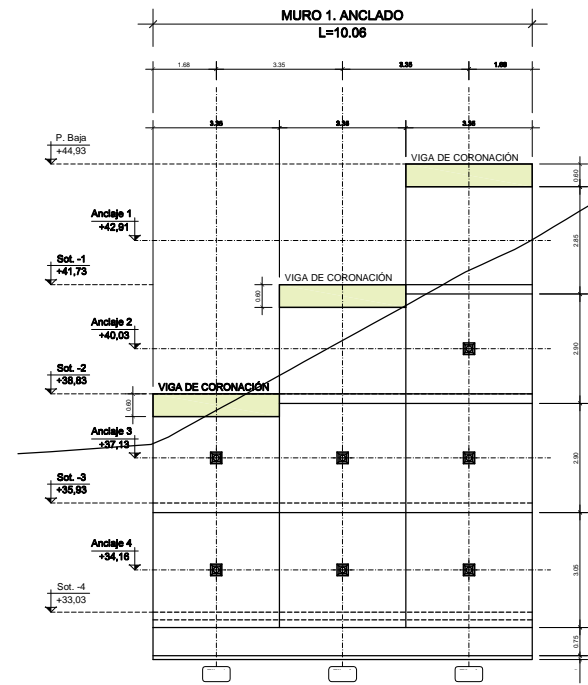 MURO 1. ANCLADO
L=10.06
1.68
3.35
3.35
1.69
3.35
3.35
3.35
P. Baja
+44,93
VIGA DE CORONACIÓN
0.60
Anclaje 1
+42,91
2.85
Sot. -1
+41,73
VIGA DE CORONACIÓN
0.60
Anclaje 2
+40,03
2.90
Sot. -2
+38,83
VIGA DE CORONACIÓN
0.60
Anclaje 3
+37,13
2.90
Sot. -3
+35,93
Anclaje 4
+34,16
3.05
Sot. -4
+33,03
0.75